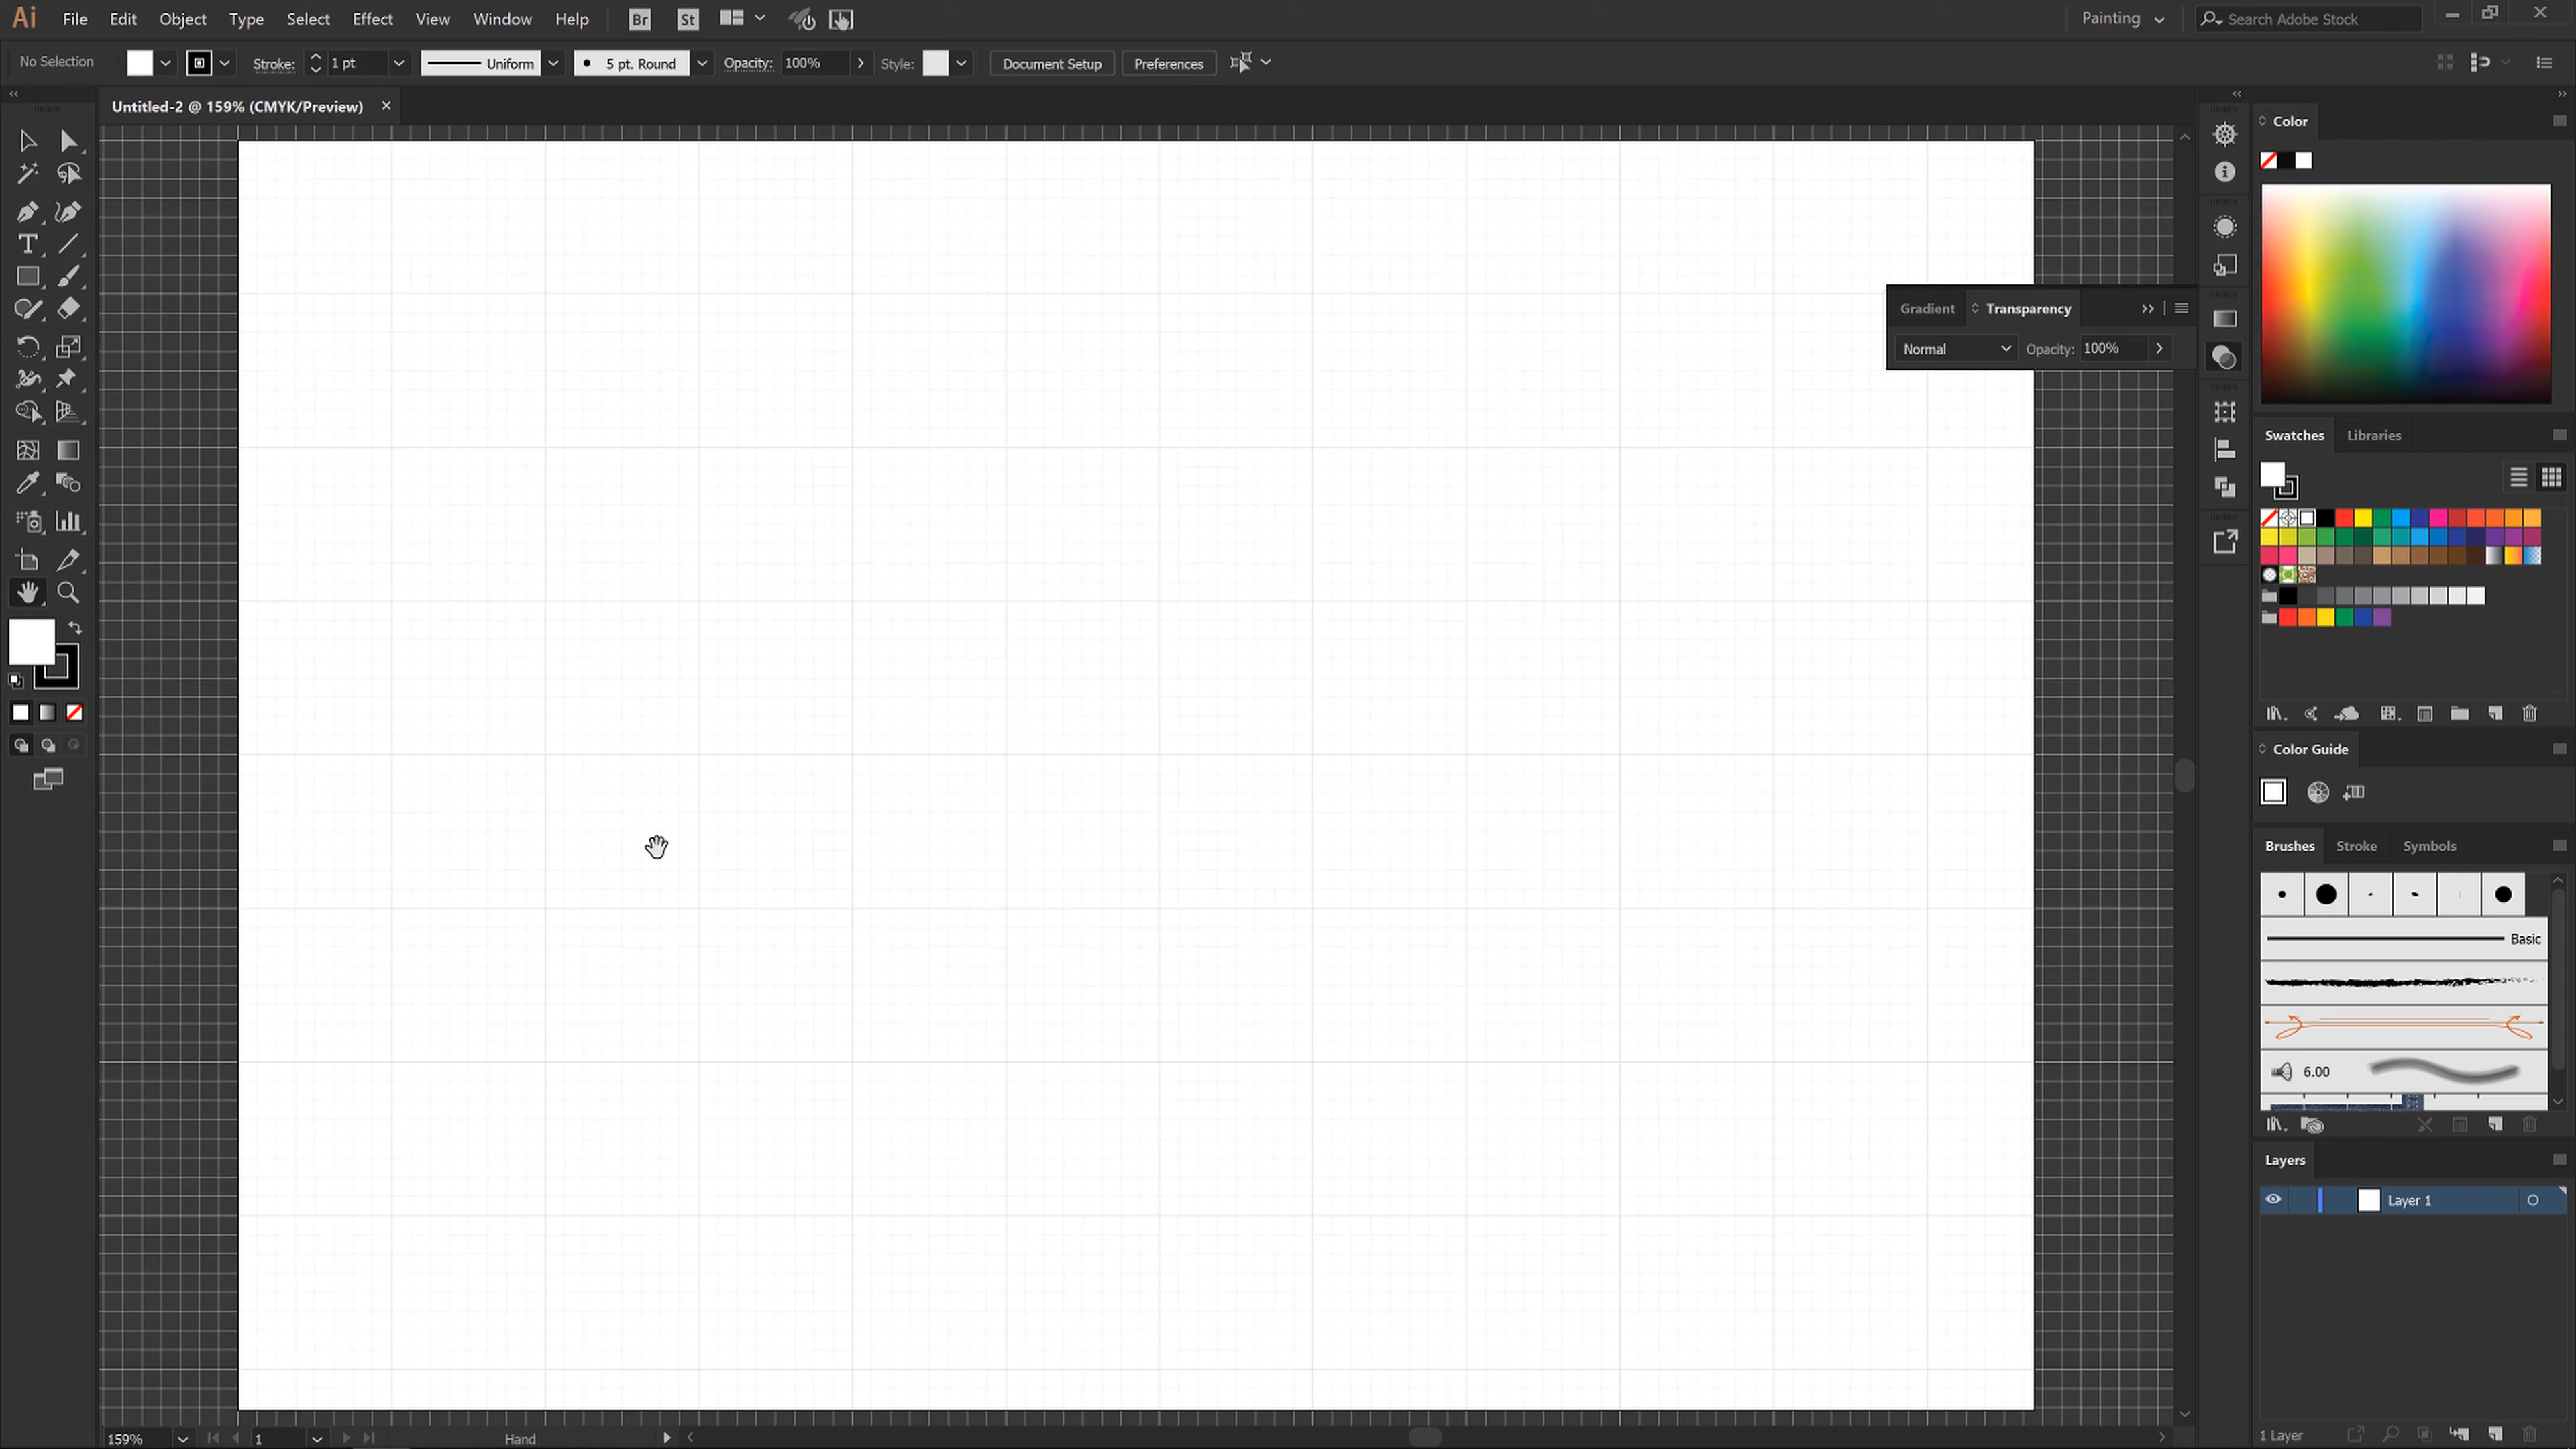 Ai File Edit Object Type Select Effect View Window Help Br St Painting Search Adobe Stock
No Selection Stroke: 1 pt Uniform 5 pt. Round Opacity: 100% Style: Document Setup Preferences
Untitled-2 @ 159% (CMYK/Preview)
Color
Gradient Transparency
Normal Opacity: 100%
Swatches Libraries
Color Guide
Brushes Stroke Symbols
Basic
6.00
Layers
Layer 1
159% 1 Hand 1 Layer